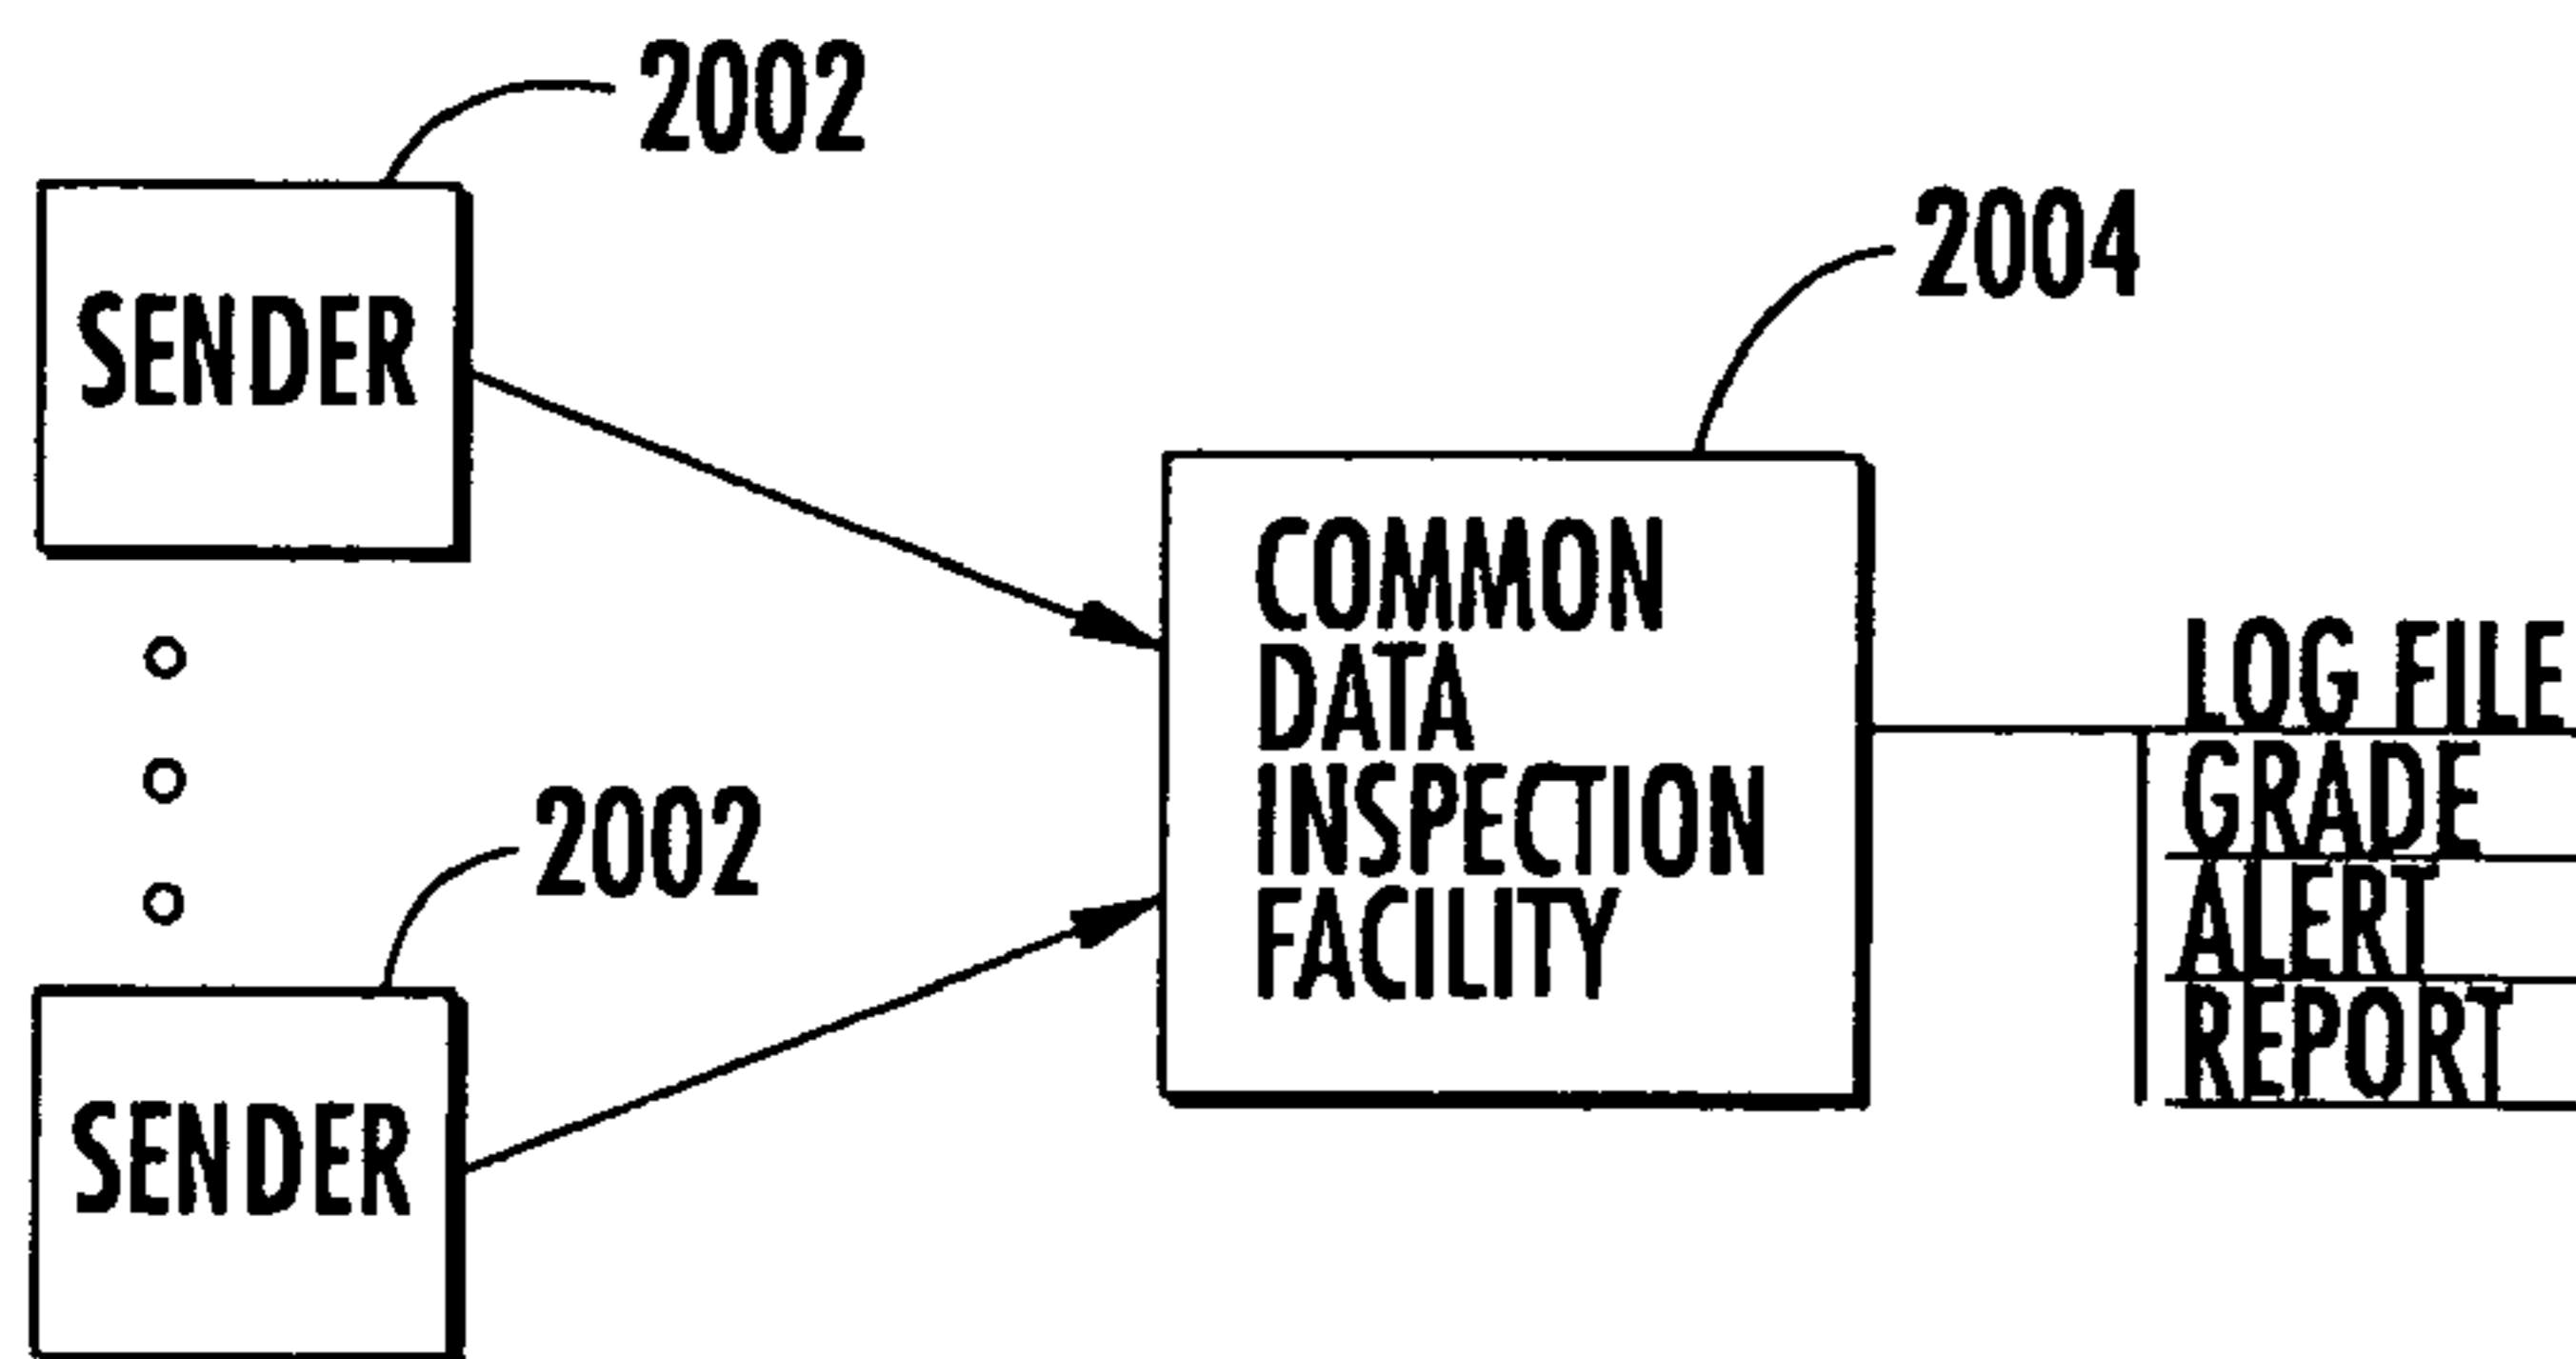 2002
SENDER
2004
COMMON
DATA
INSPECTION
FACILITY
LOG FILE
GRADE
ALERT
REPORT
2002
SENDER